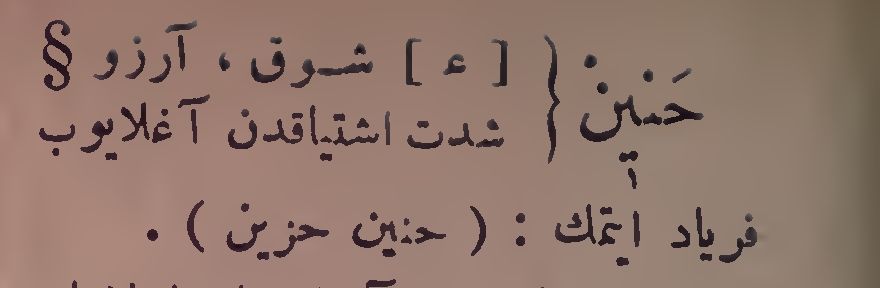 حَنين { [ ء ] شوق ، آرزو §
شدت اشتياقدن آغلايوب
فرياد ايتمك : ( حنين حزين ) .